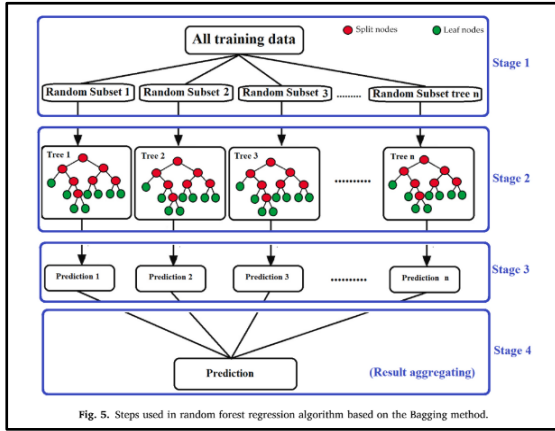 All training data
Split nodes
Leaf nodes
Stage 1
Random Subset 1
Random Subset 2
Random Subset 3
.........
Random Subset tree n
Tree 1
Tree 2
Tree 3
Tree n
..........
Stage 2
Prediction 1
Prediction 2
Prediction 3
..........
Prediction n
Stage 3
Stage 4
Prediction
(Result aggregating)
Fig. 5. Steps used in random forest regression algorithm based on the Bagging method.